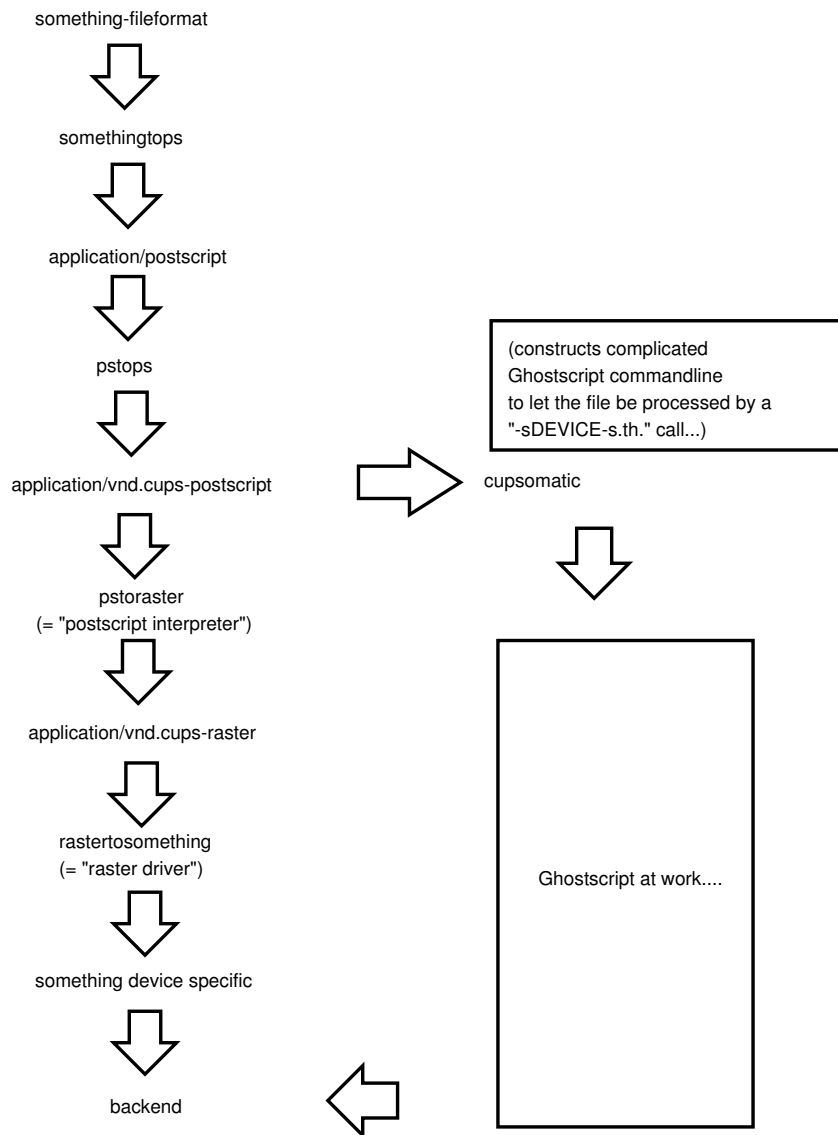 something-fileformat
somethingtops
application/postscript
pstops
application/vnd.cups-postscript
pstoraster
(= "postscript interpreter")
application/vnd.cups-raster
rastertosomething
(= "raster driver")
something device specific
backend
(constructs complicated
Ghostscript commandline
to let the file be processed by a
"-sDEVICE-s.th." call...)
cupsomatic
Ghostscript at work....